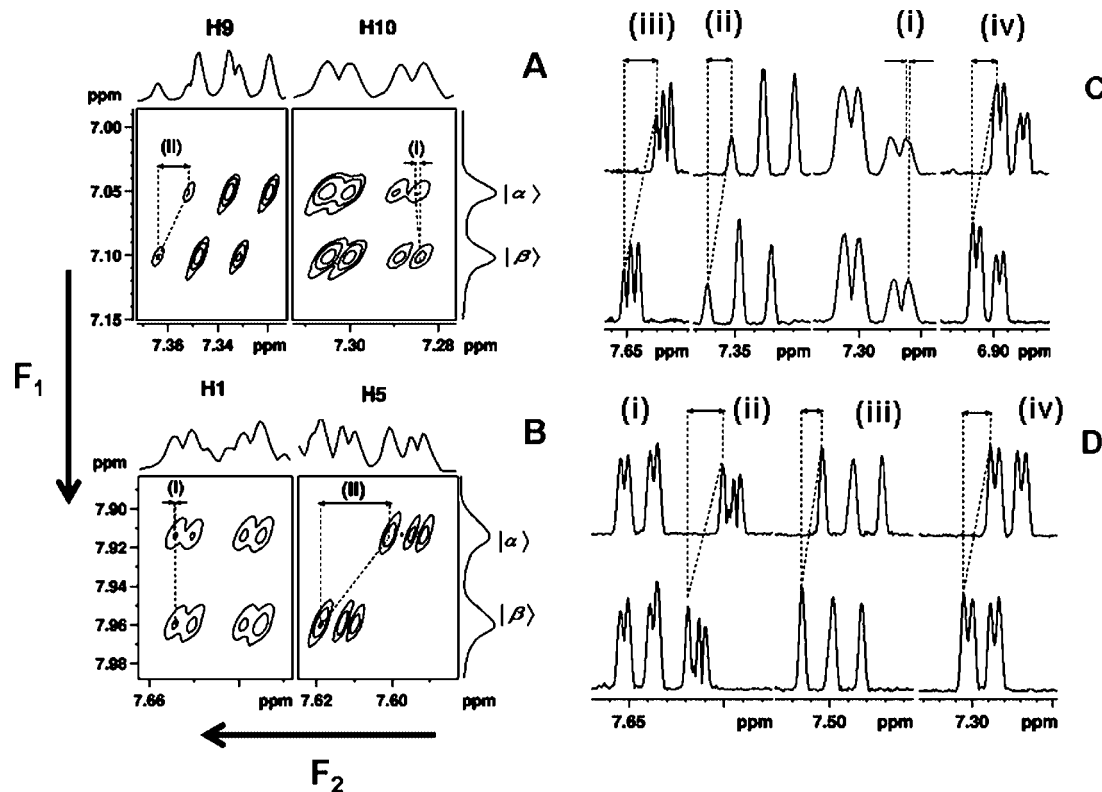 H9 H10
A
ppm
7.00
7.05
7.10
7.15
(II)
(I)
|α⟩
|β⟩
7.36 7.34 ppm 7.30 ppm 7.28
F1
H1 H5
B
ppm
7.90
7.92
7.94
7.96
7.98
(I)
(II)
|α⟩
|β⟩
7.66 ppm 7.62 7.60 ppm
F2
(iii) (ii) (i) (iv)
C
7.65 ppm 7.35 ppm 7.30 ppm 6.90 ppm
(i) (ii) (iii) (iv)
D
7.65 ppm 7.50 ppm 7.30 ppm